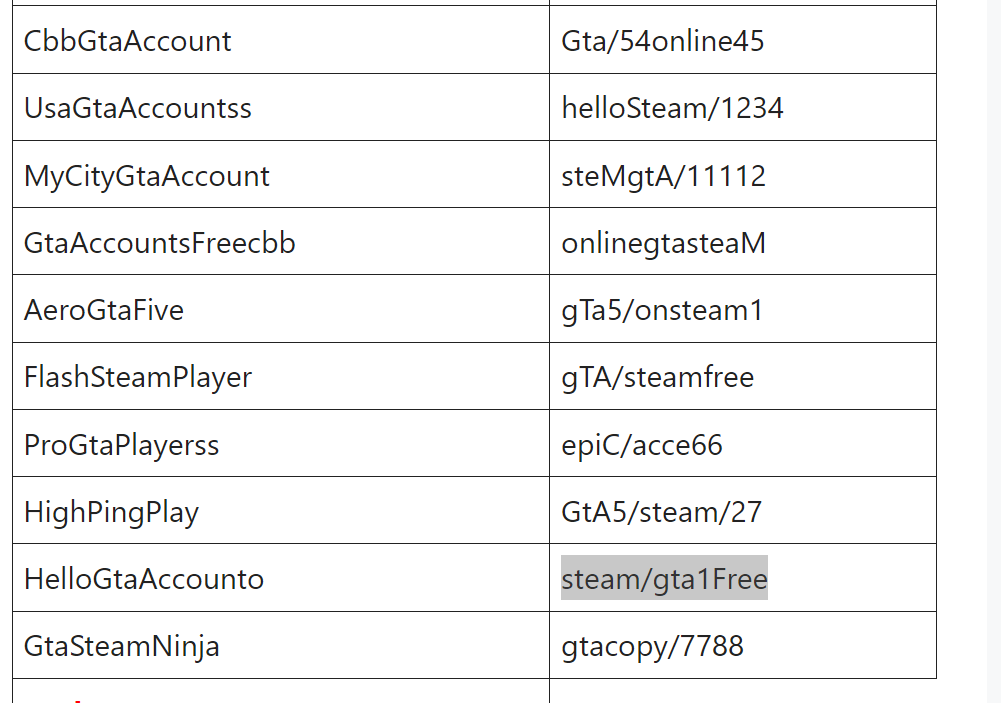 CbbGtaAccount Gta/54online45
UsaGtaAccountss helloSteam/1234
MyCityGtaAccount steMgtA/11112
GtaAccountsFreecbb onlinegtasteaM
AeroGtaFive gTa5/onsteam1
FlashSteamPlayer gTA/steamfree
ProGtaPlayerss epiC/acce66
HighPingPlay GtA5/steam/27
HelloGtaAccounto steam/gta1Free
GtaSteamNinja gtacopy/7788